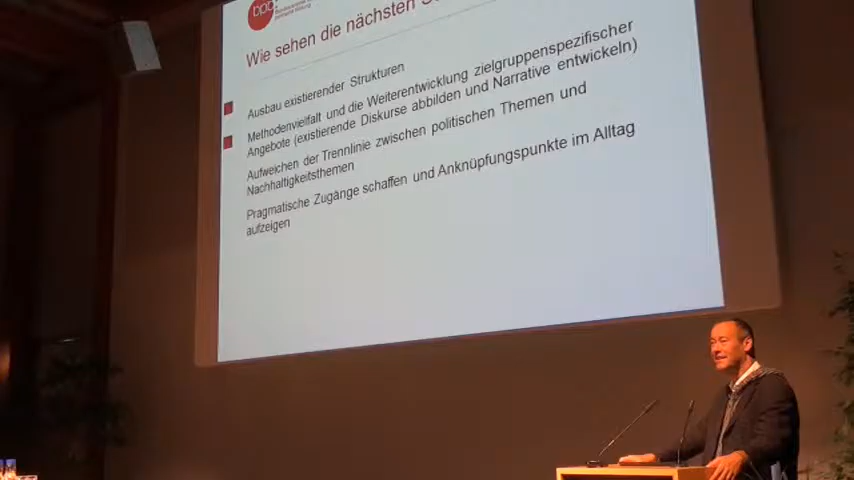 bpb
Wie sehen die nächsten
Ausbau existierender Strukturen
Methodenvielfalt und die Weiterentwicklung zielgruppenspezifischer
Angebote (existierende Diskurse abbilden und Narrative entwickeln)
Aufweichen der Trennlinie zwischen politischen Themen und
Nachhaltigkeitsthemen
Pragmatische Zugänge schaffen und Anknüpfungspunkte im Alltag
aufzeigen